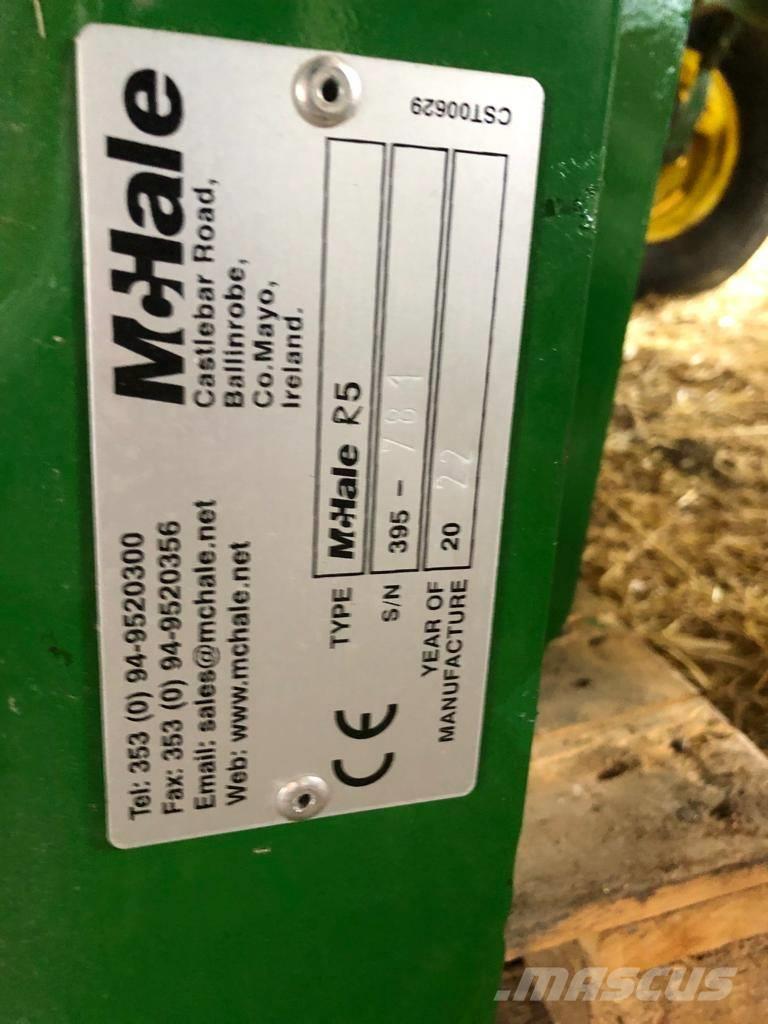 McHale
Castlebar Road,
Ballinrobe,
Co.Mayo,
Ireland.
Tel: 353 (0) 94-9520300
Fax: 353 (0) 94-9520356
Email: sales@mchale.net
Web: www.mchale.net
TYPE McHale R5
S/N 395-781
YEAR OF
MANUFACTURE 20 22
CE
CST00629
MASCUS